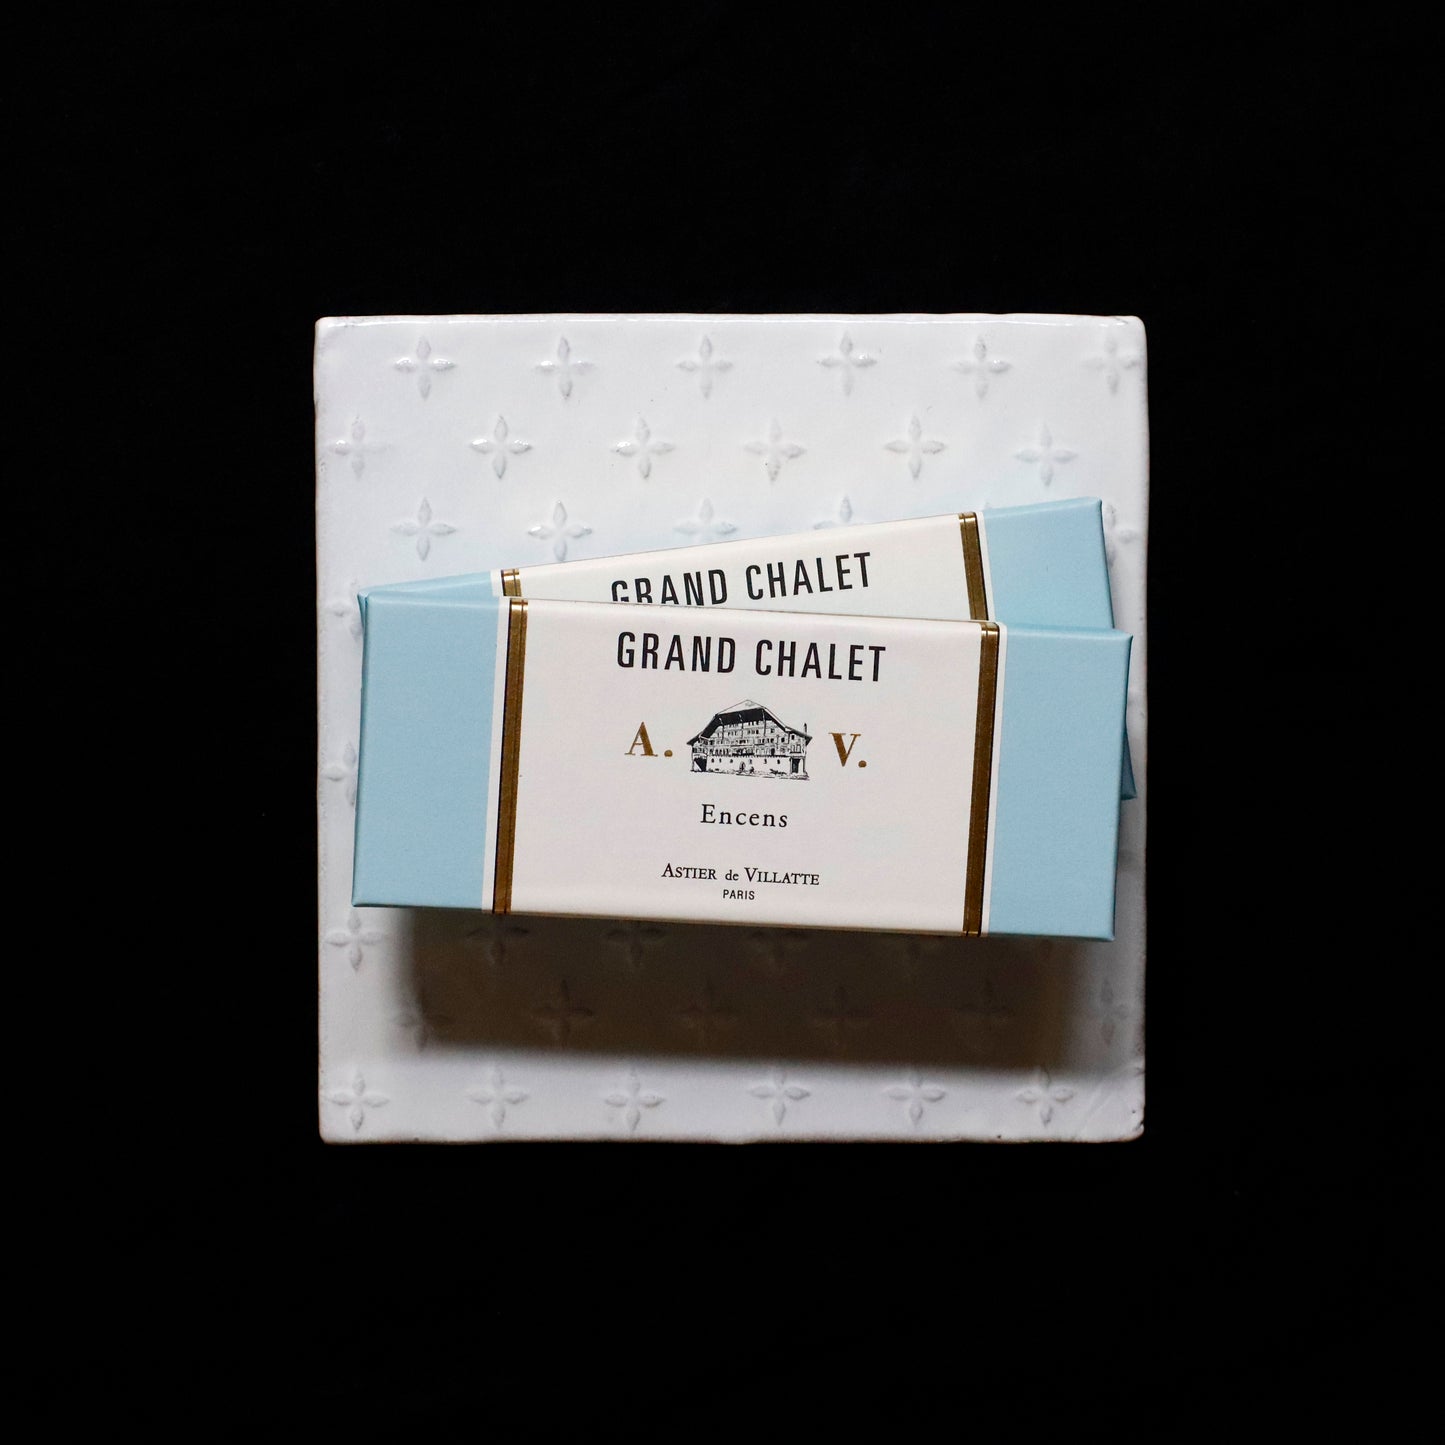 GRAND CHALET
GRAND CHALET
A. V.
Encens
ASTIER de VILLATTE
PARIS